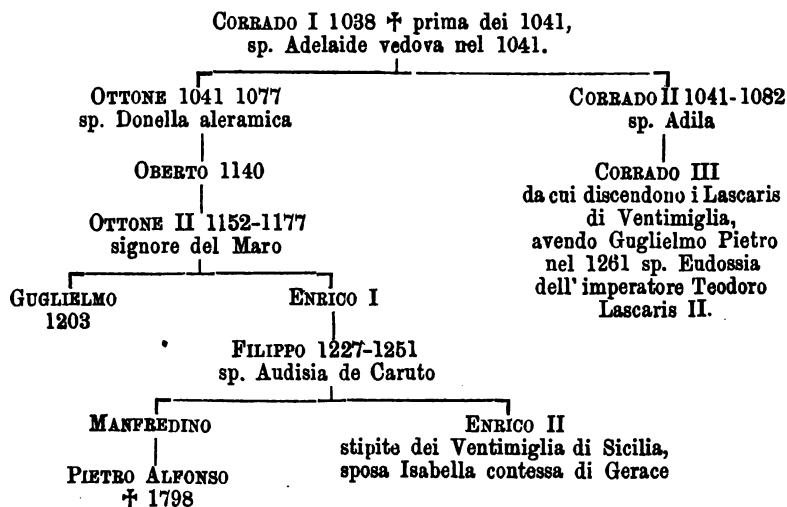 CORRADO I 1038 ✝ prima dei 1041,
sp. Adelaide vedova nel 1041.
OTTONE 1041 1077
sp. Donella aleramica
CORRADO II 1041-1082
sp. Adila
OBERTO 1140
CORRADO III
da cui discendono i Lascaris
di Ventimiglia,
avendo Guglielmo Pietro
nel 1261 sp. Eudossia
dell' imperatore Teodoro
Lascaris II.
OTTONE II 1152-1177
signore del Maro
GUGLIELMO
1203
ENRICO I
FILIPPO 1227-1251
sp. Audisia de Caruto
MANFREDINO
ENRICO II
stipite dei Ventimiglia di Sicilia,
sposa Isabella contessa di Gerace
PIETRO ALFONSO
✝ 1798